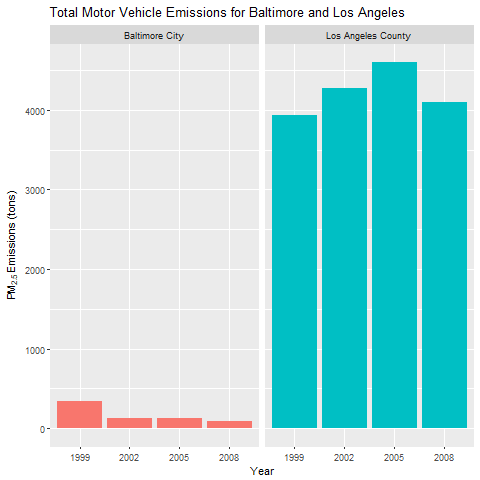 Total Motor Vehicle Emissions for Baltimore and Los Angeles
Baltimore City
Los Angeles County
PM2.5 Emissions (tons)
4000
3000
2000
1000
0
1999 2002 2005 2008
1999 2002 2005 2008
Year